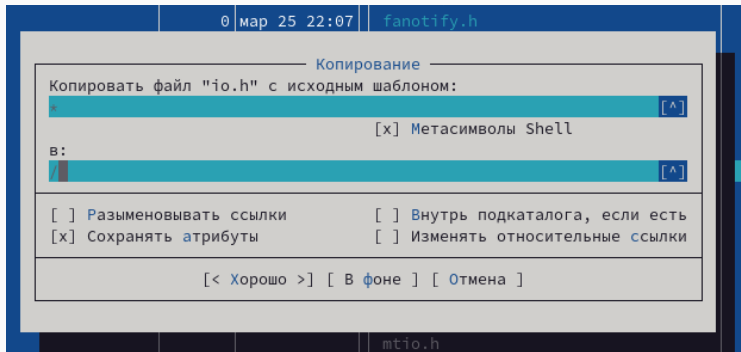 0 мар 25 22:07 fanotify.h
Копирование
Копировать файл "io.h" с исходным шаблоном:
* [^]
[x] Метасимволы Shell
в:
/ [^]
[ ] Разыменовывать ссылки [ ] Внутрь подкаталога, если есть
[x] Сохранять атрибуты [ ] Изменять относительные ссылки
[< Хорошо >] [ В фоне ] [ Отмена ]
mtio.h